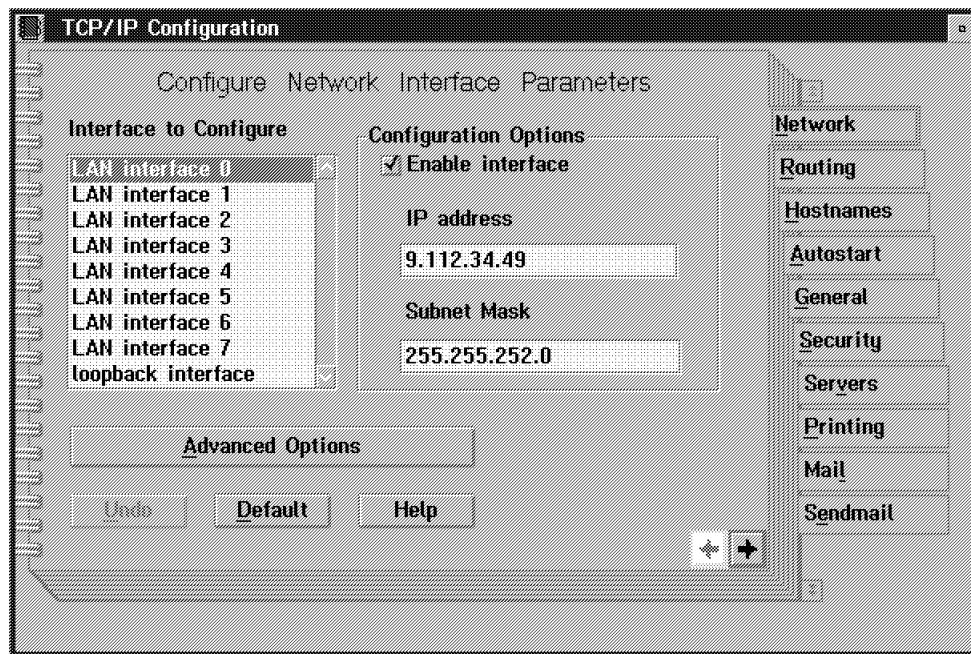 TCP/IP Configuration
Configure Network Interface Parameters
Interface to Configure
LAN interface 0
LAN interface 1
LAN interface 2
LAN interface 3
LAN interface 4
LAN interface 5
LAN interface 6
LAN interface 7
loopback interface
Configuration Options
Enable interface
IP address
9.112.34.49
Subnet Mask
255.255.252.0
Advanced Options
Undo
Default
Help
Network
Routing
Hostnames
Autostart
General
Security
Servers
Printing
Mail
Sendmail